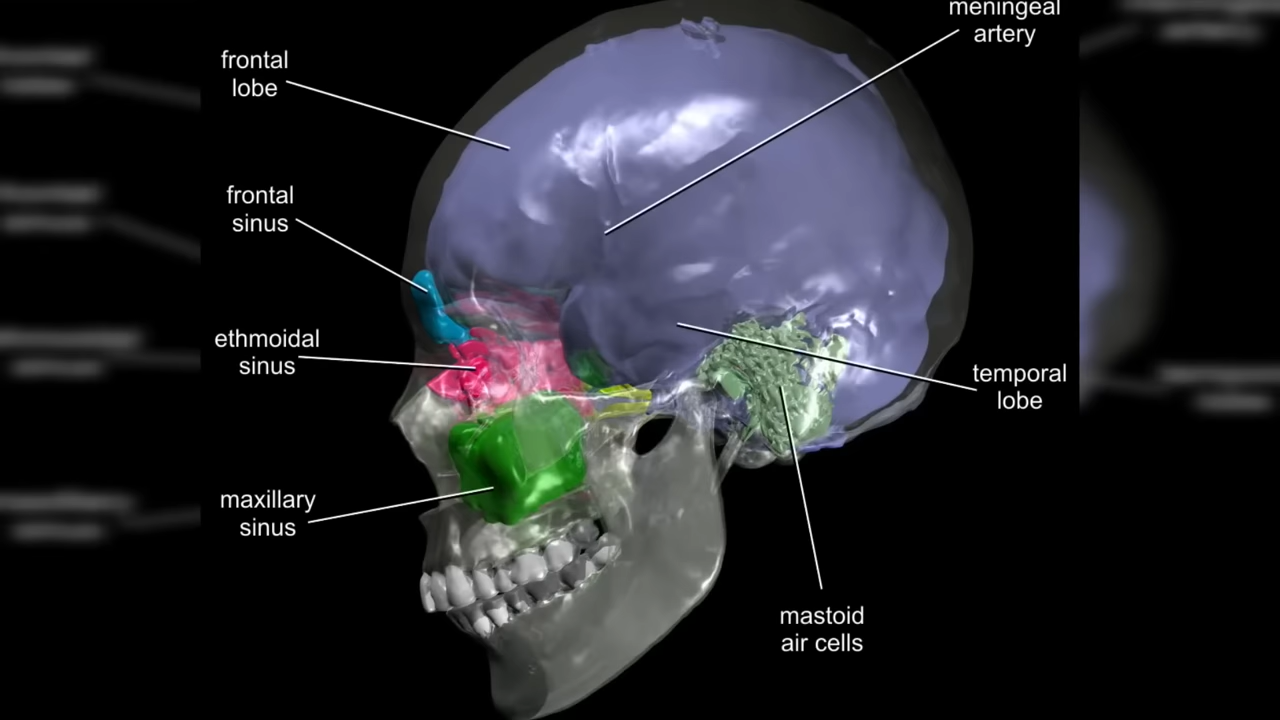 meningeal
artery
frontal
lobe
frontal
sinus
ethmoidal
sinus
temporal
lobe
maxillary
sinus
mastoid
air cells